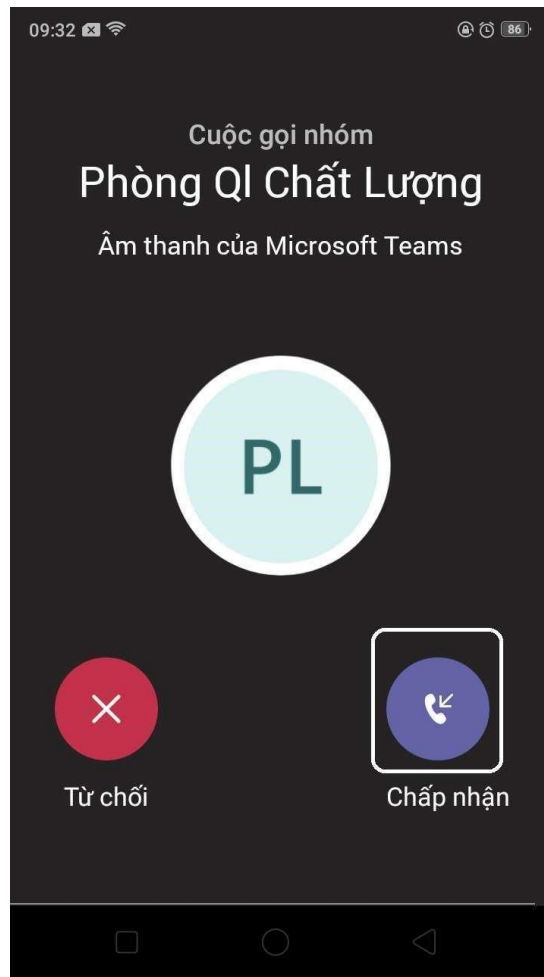 09:32
86
Cuộc gọi nhóm
Phòng Ql Chất Lượng
Âm thanh của Microsoft Teams
PL
Từ chối
Chấp nhận